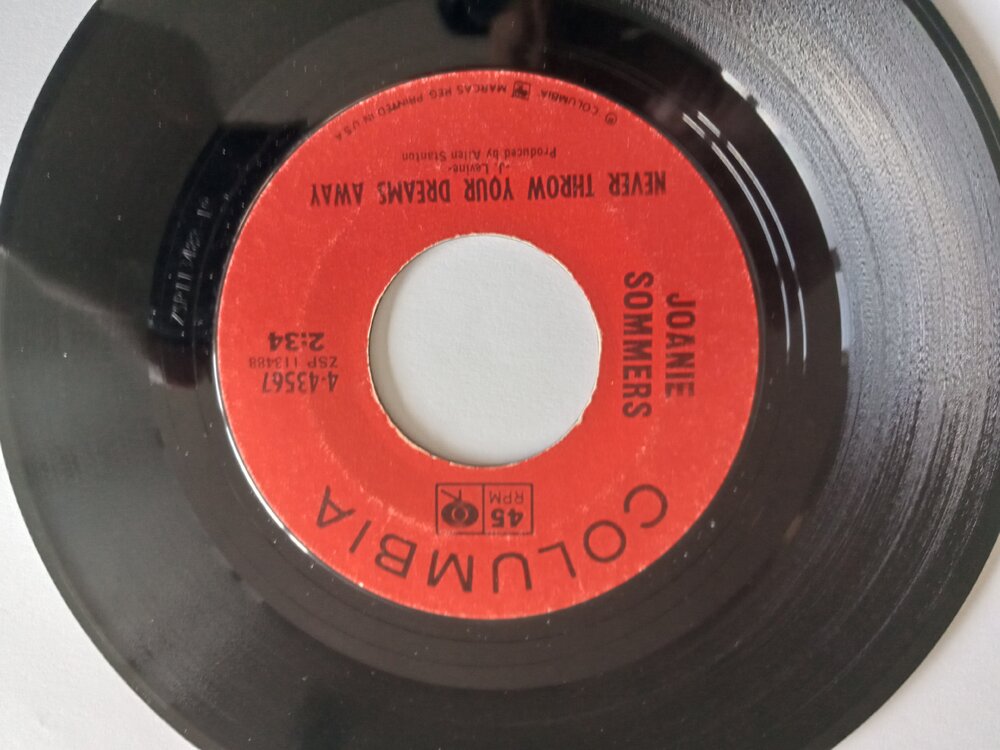 COLUMBIA
45
RPM
4-43567
ZSP 113488
2:34
JOANIE
SOMMERS
NEVER THROW YOUR DREAMS AWAY
-J. Levine-
Produced by Allen Stanton
℗ COLUMBIA MARCAS REG. PRINTED IN U.S.A.